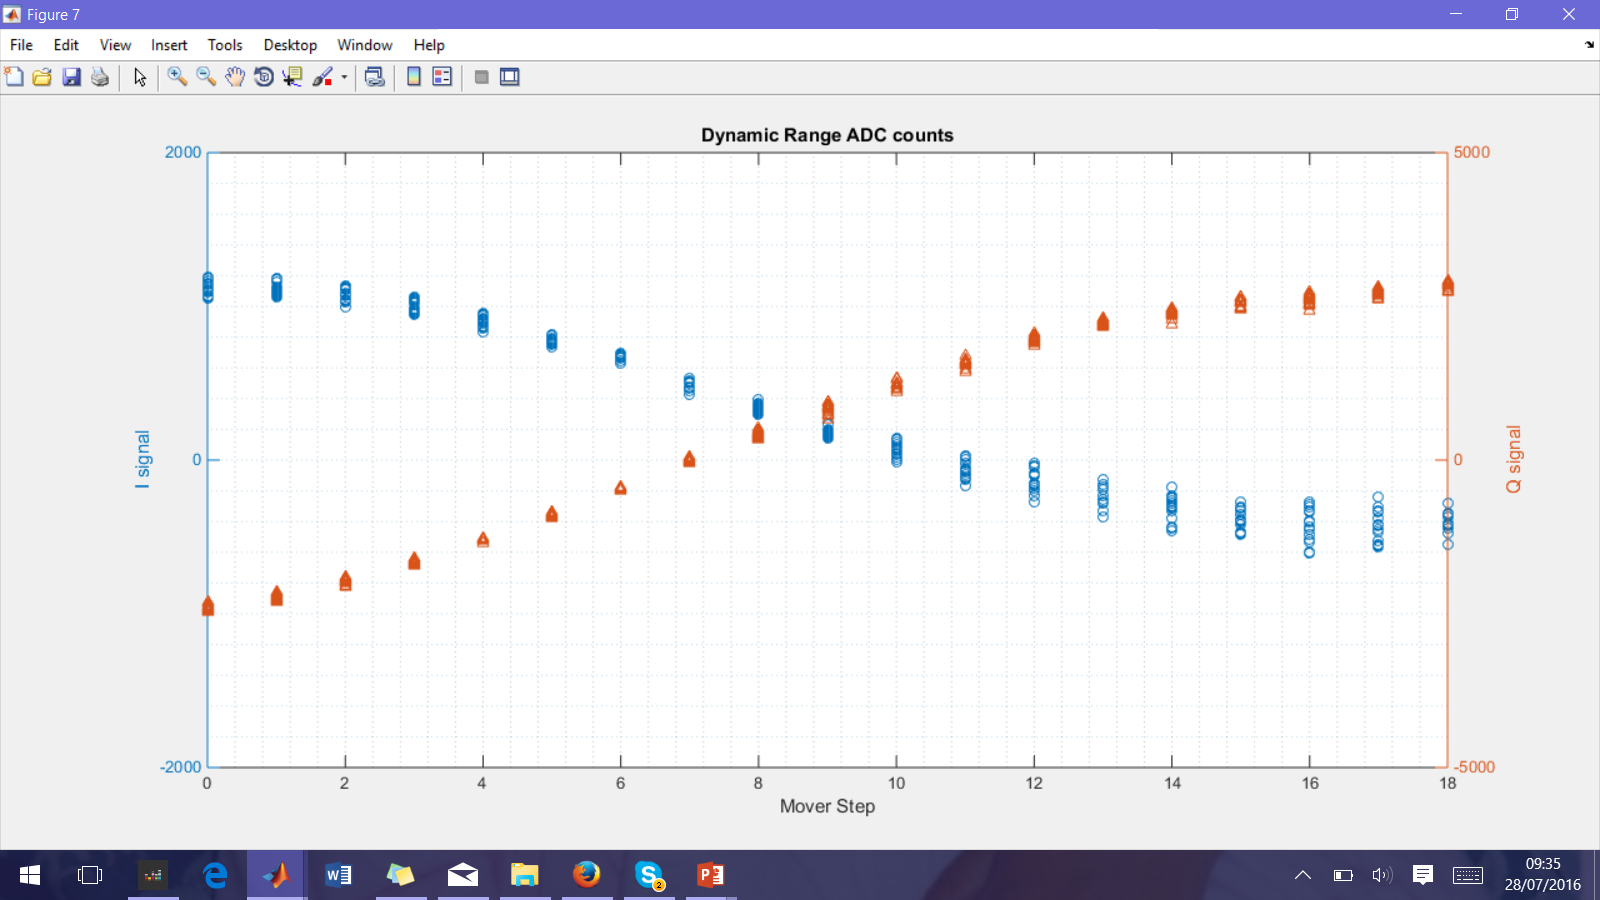 Figure 7
File Edit View Insert Tools Desktop Window Help
Dynamic Range ADC counts
2000 5000
I signal 0 0 Q signal
-2000 -5000
0 2 4 6 8 10 12 14 16 18
Mover Step
09:35
2
28/07/2016